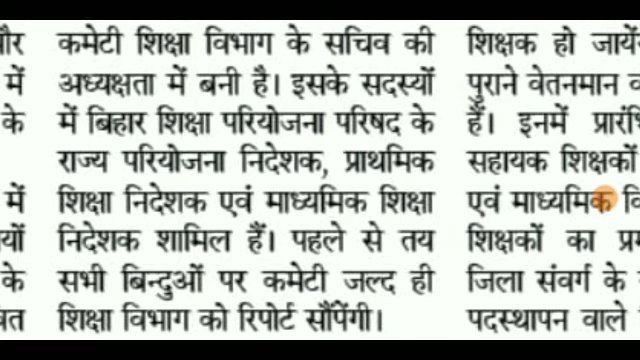 और
में
के
में
के
कमेटी शिक्षा विभाग के सचिव की
अध्यक्षता में बनी है। इसके सदस्यों
में बिहार शिक्षा परियोजना परिषद के
राज्य परियोजना निदेशक, प्राथमिक
शिक्षा निदेशक एवं माध्यमिक शिक्षा
निदेशक शामिल हैं। पहले से तय
सभी बिन्दुओं पर कमेटी जल्द ही
शिक्षा विभाग को रिपोर्ट सौंपेंगी।
शिक्षक हो
पुराने वेतनमान
हैं। इनमें
सहायक शिक्षकों
एवं माध्यमिक
शिक्षकों का
जिला संवर्ग के
पदस्थापन वाले